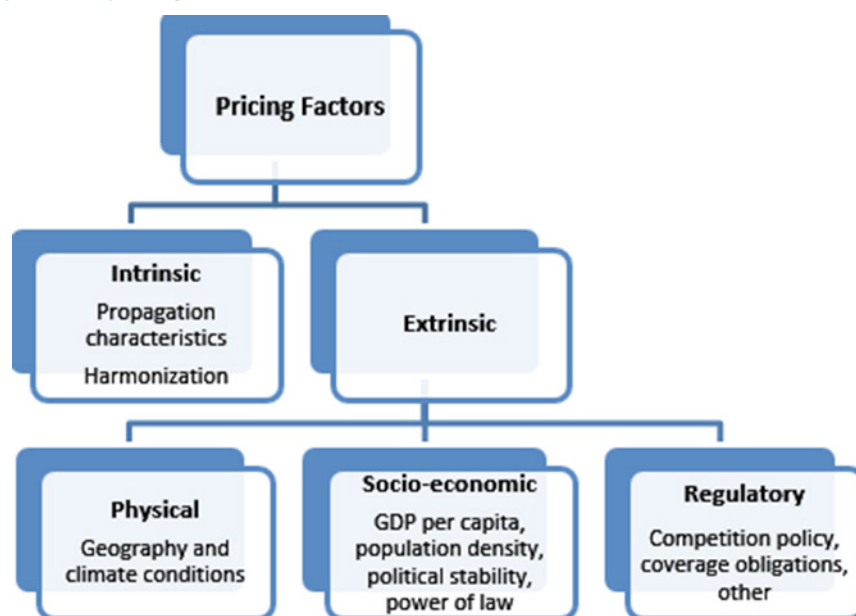 Pricing Factors
Intrinsic
Propagation
characteristics
Harmonization
Extrinsic
Physical
Geography and
climate conditions
Socio-economic
GDP per capita,
population density,
political stability,
power of law
Regulatory
Competition policy,
coverage obligations,
other